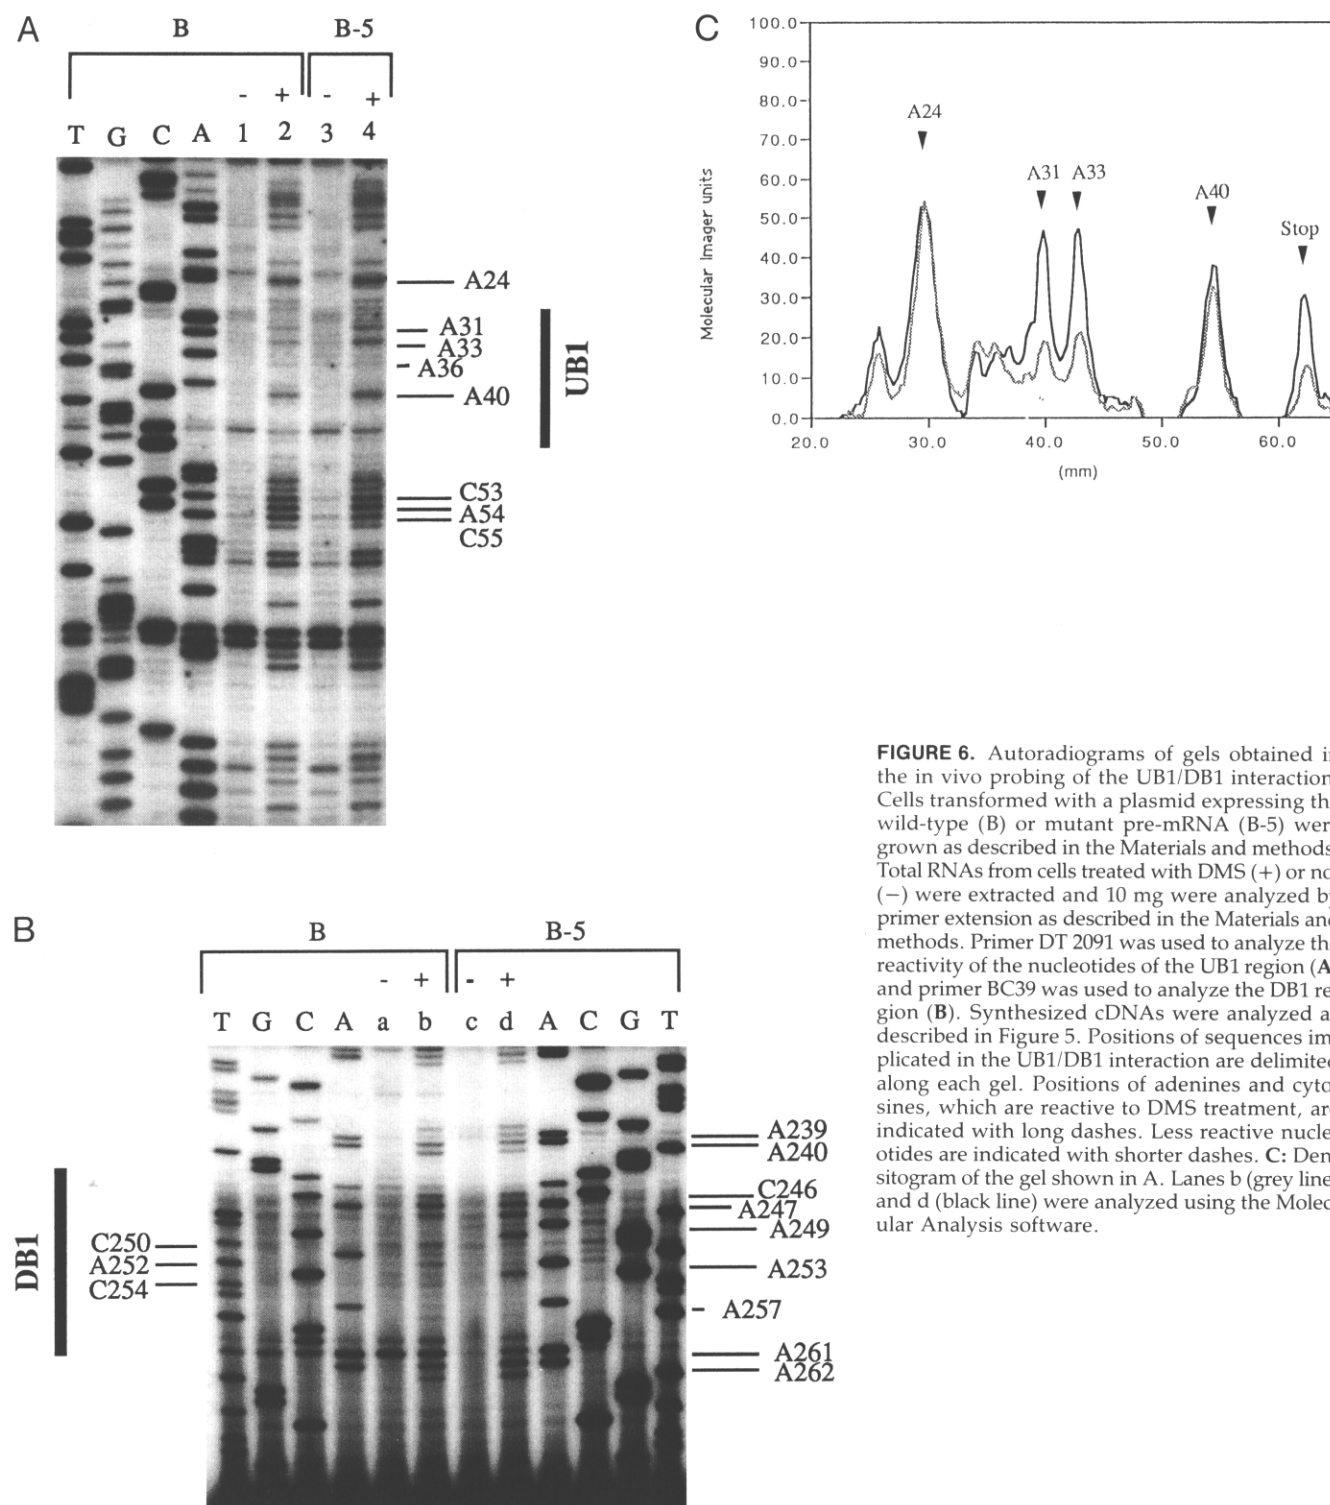 A
B
B-5
- + - +
T G C A 1 2 3 4
A24
A31
A33
A36
A40
UB1
C53
A54
C55
B
B
B-5
- + - +
T G C A a b c d A C G T
DB1
C250
A252
C254
A239
A240
C246
A247
A249
A253
A257
A261
A262
C
100.0
90.0
80.0
70.0
60.0
50.0
40.0
30.0
20.0
10.0
0.0
Molecular Imager units
A24
A31
A33
A40
Stop
20.0 30.0 40.0 50.0 60.0
(mm)
FIGURE 6. Autoradiograms of gels obtained in
the in vivo probing of the UB1/DB1 interaction
Cells transformed with a plasmid expressing th
wild-type (B) or mutant pre-mRNA (B-5) wer
grown as described in the Materials and methods
Total RNAs from cells treated with DMS (+) or no
(−) were extracted and 10 mg were analyzed by
primer extension as described in the Materials and
methods. Primer DT 2091 was used to analyze th
reactivity of the nucleotides of the UB1 region (A
and primer BC39 was used to analyze the DB1 re
gion (B). Synthesized cDNAs were analyzed a
described in Figure 5. Positions of sequences im
plicated in the UB1/DB1 interaction are delimited
along each gel. Positions of adenines and cyto
sines, which are reactive to DMS treatment, ar
indicated with long dashes. Less reactive nucle
otides are indicated with shorter dashes. C: Den
sitogram of the gel shown in A. Lanes b (grey line
and d (black line) were analyzed using the Molec
ular Analysis software.